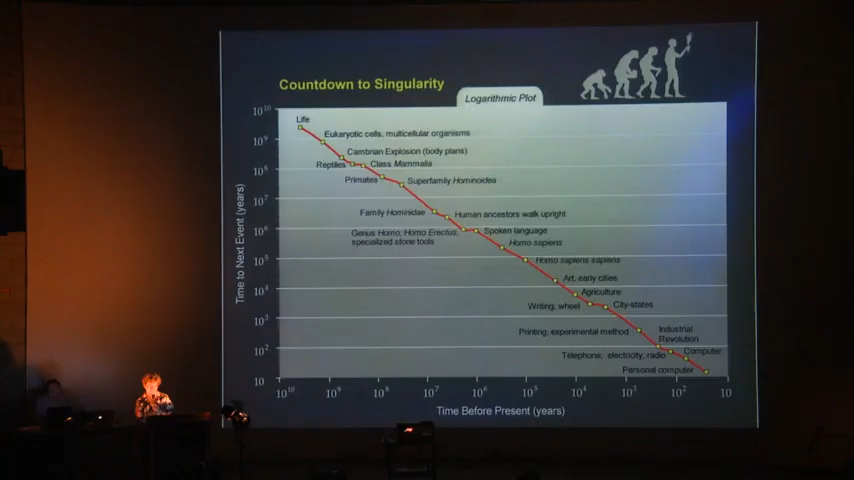 Countdown to Singularity
Logarithmic Plot
Time to Next Event (years)
10^10
10^9
10^8
10^7
10^6
10^5
10^4
10^3
10^2
10
Life
Eukaryotic cells, multicellular organisms
Cambrian Explosion (body plans)
Reptiles
Class Mammalia
Primates
Superfamily Hominoidea
Family Hominidae
Human ancestors walk upright
Genus Homo, Homo Erectus,
specialized stone tools
Spoken language
Homo sapiens
Homo sapiens sapiens
Art, early cities
Agriculture
Writing, wheel
City-states
Printing, experimental method
Industrial
Revolution
Telephone, electricity, radio
Computer
Personal computer
10^10 10^9 10^8 10^7 10^6 10^5 10^4 10^3 10^2 10
Time Before Present (years)